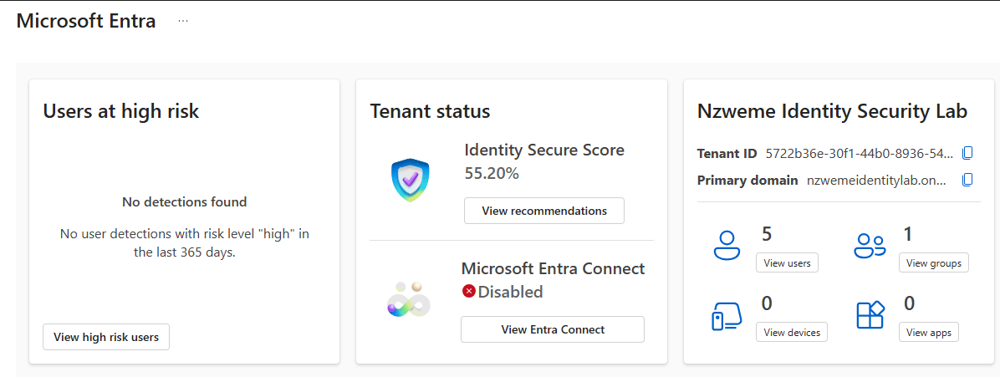 Microsoft Entra ...
Users at high risk
No detections found
No user detections with risk level "high" in
the last 365 days.
View high risk users
Tenant status
Identity Secure Score
55.20%
View recommendations
Microsoft Entra Connect
Disabled
View Entra Connect
Nzweme Identity Security Lab
Tenant ID 5722b36e-30f1-44b0-8936-54...
Primary domain nzwemeidentitylab.on...
5
View users
1
View groups
0
View devices
0
View apps